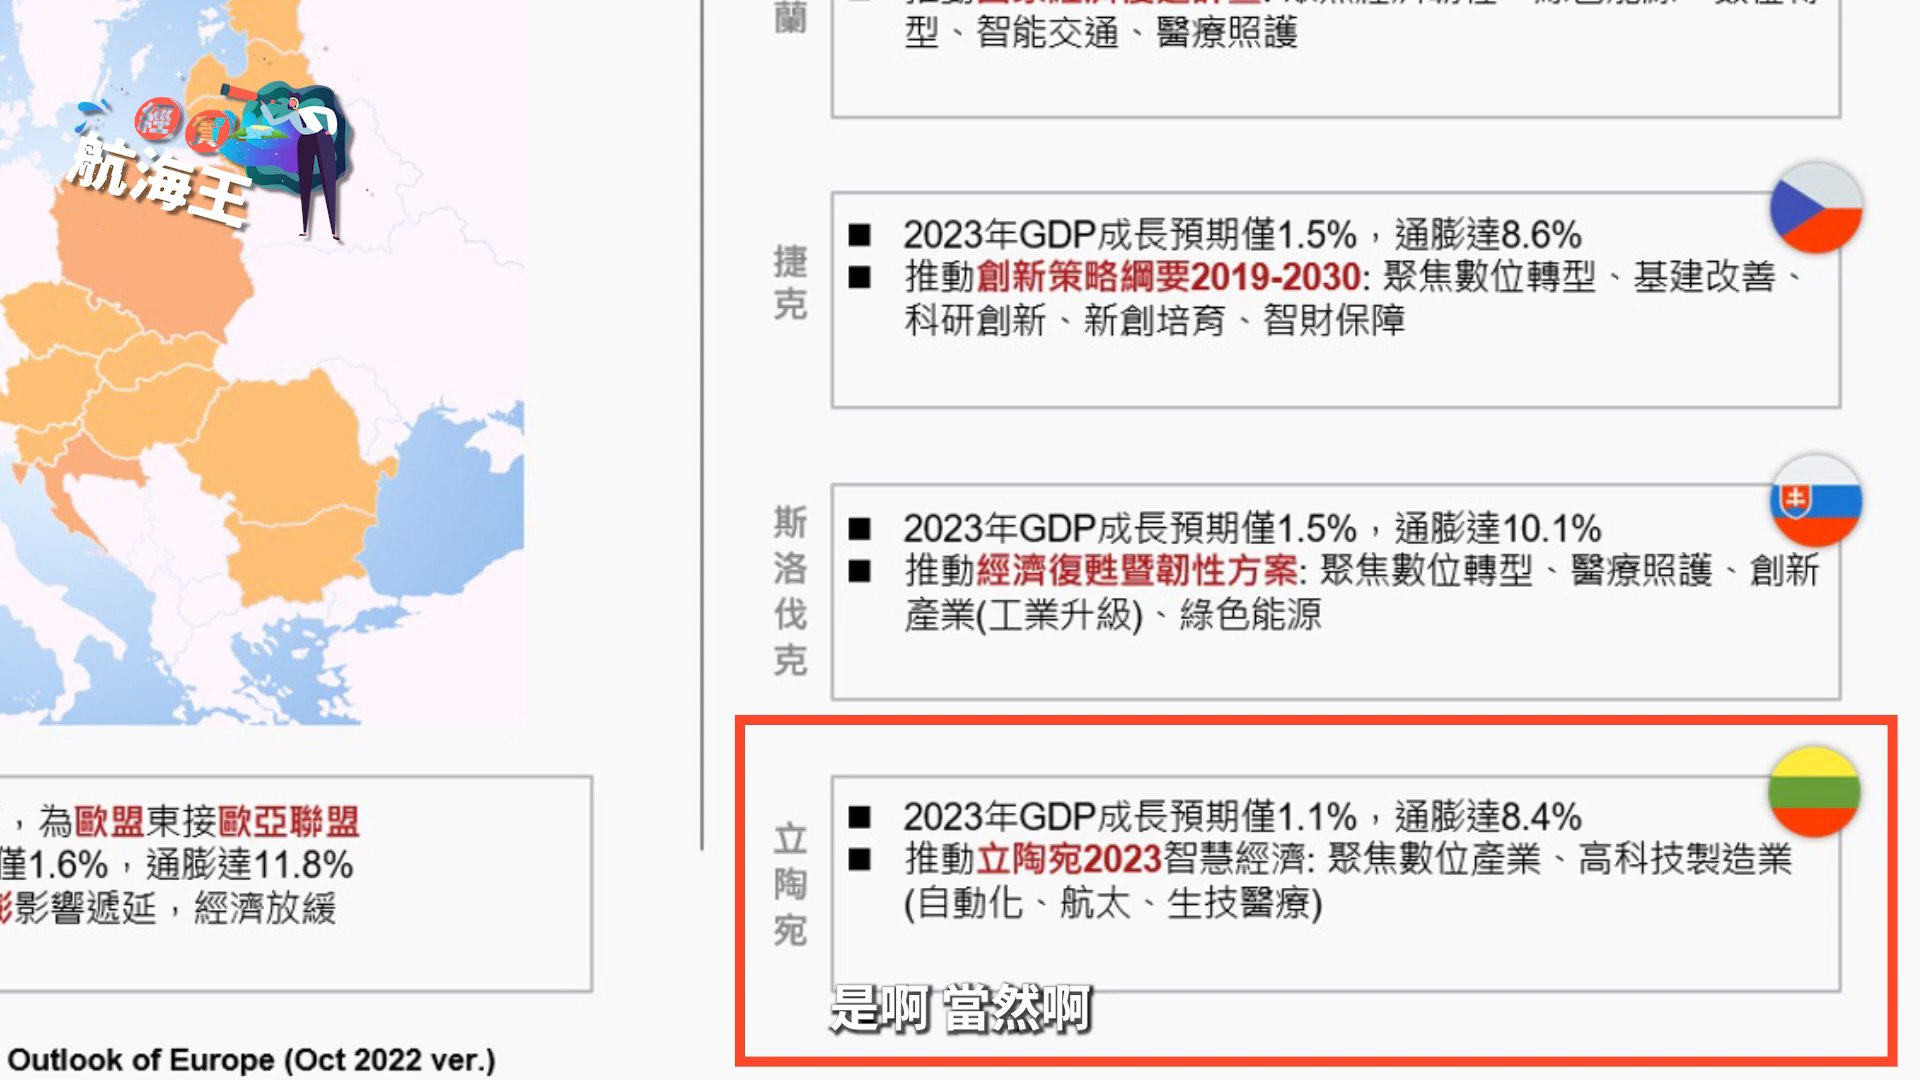 經貿
航海王
，為歐盟東接歐亞聯盟
僅1.6%，通膨達11.8%
影響遞延，經濟放緩
Outlook of Europe (Oct 2022 ver.)
蘭
型、智能交通、醫療照護
捷克
■ 2023年GDP成長預期僅1.5%，通膨達8.6%
■ 推動創新策略綱要2019-2030: 聚焦數位轉型、基建改善、
科研創新、新創培育、智財保障
斯洛伐克
■ 2023年GDP成長預期僅1.5%，通膨達10.1%
■ 推動經濟復甦暨韌性方案: 聚焦數位轉型、醫療照護、創新
產業(工業升級)、綠色能源
立陶宛
■ 2023年GDP成長預期僅1.1%，通膨達8.4%
■ 推動立陶宛2023智慧經濟: 聚焦數位產業、高科技製造業
(自動化、航太、生技醫療)
是啊 當然啊